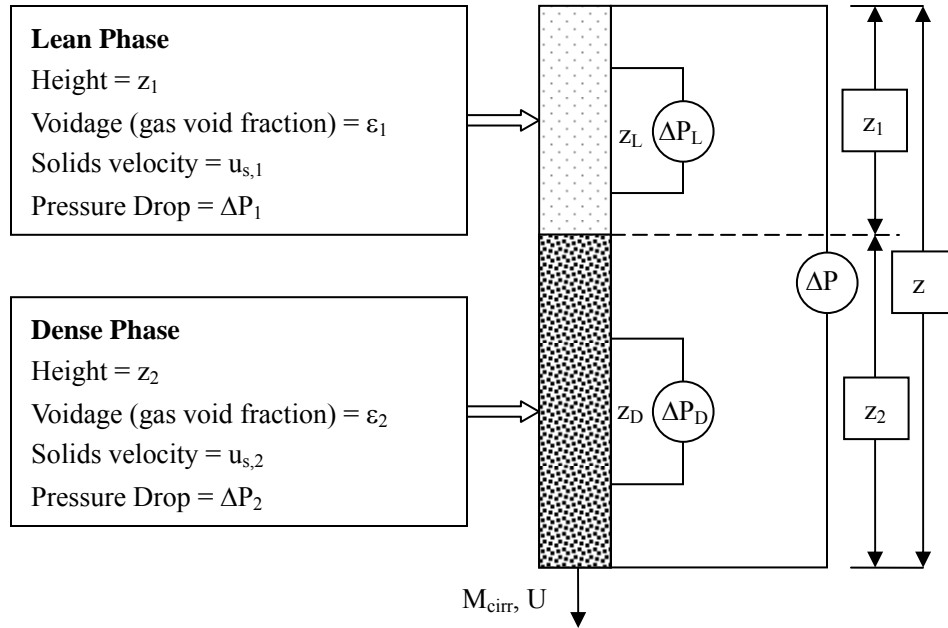 Lean Phase
Height = z₁
Voidage (gas void fraction) = ε₁
Solids velocity = uₛ,₁
Pressure Drop = ΔP₁
z_L
ΔP_L
z₁
ΔP
z
Dense Phase
Height = z₂
Voidage (gas void fraction) = ε₂
Solids velocity = uₛ,₂
Pressure Drop = ΔP₂
z_D
ΔP_D
z₂
M_cirr, U